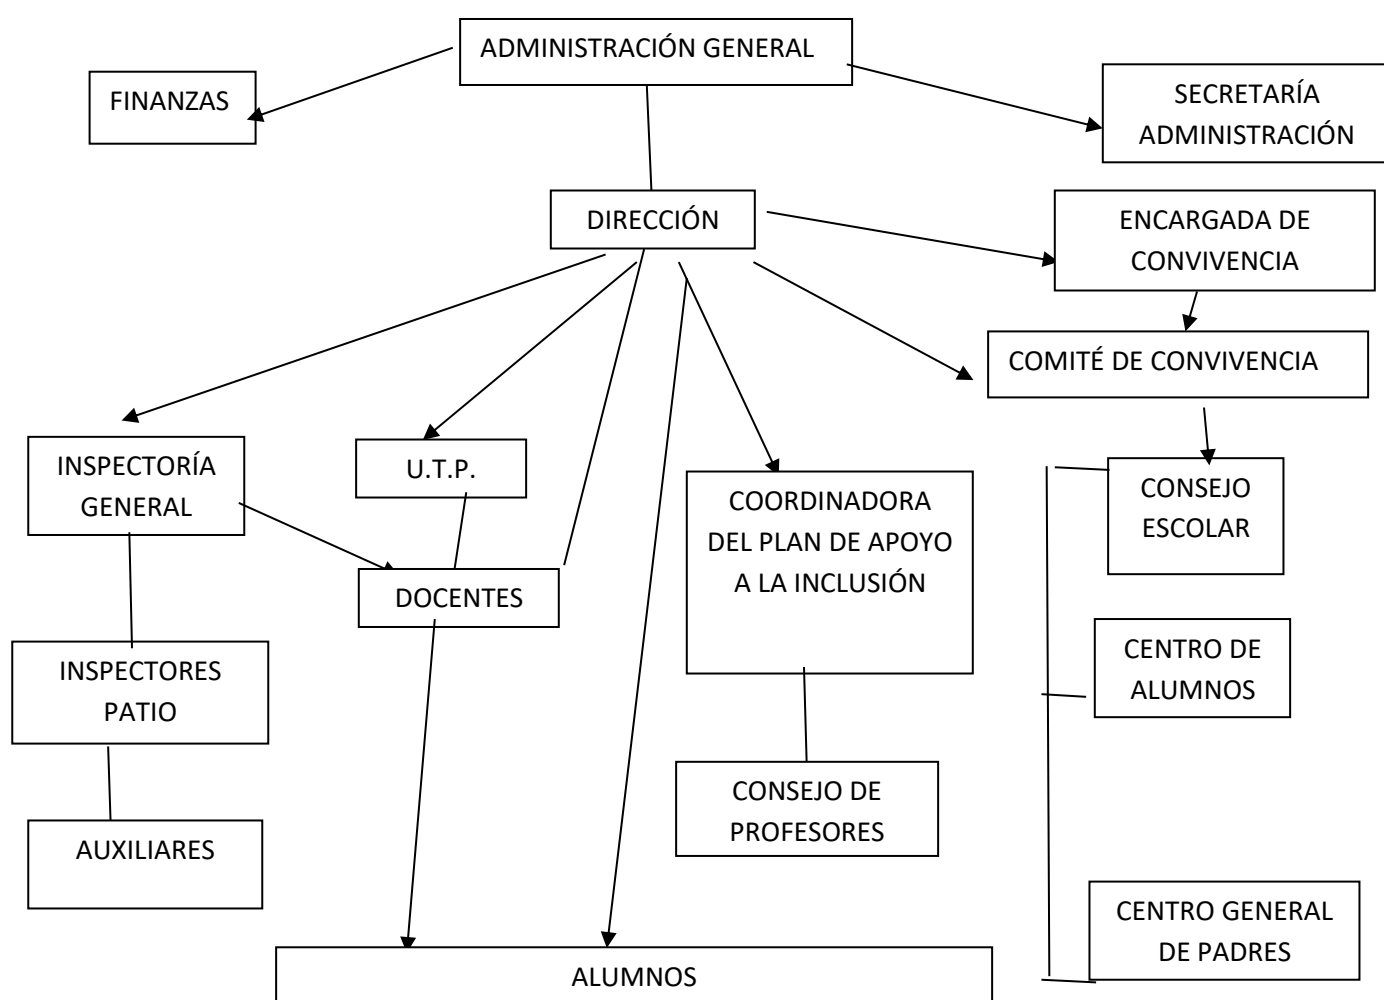 ADMINISTRACIÓN GENERAL
FINANZAS
SECRETARÍA
ADMINISTRACIÓN
DIRECCIÓN
ENCARGADA DE
CONVIVENCIA
COMITÉ DE CONVIVENCIA
INSPECTORÍA
GENERAL
U.T.P.
COORDINADORA
DEL PLAN DE APOYO
A LA INCLUSIÓN
CONSEJO
ESCOLAR
DOCENTES
INSPECTORES
PATIO
CENTRO DE
ALUMNOS
CONSEJO DE
PROFESORES
AUXILIARES
CENTRO GENERAL
DE PADRES
ALUMNOS